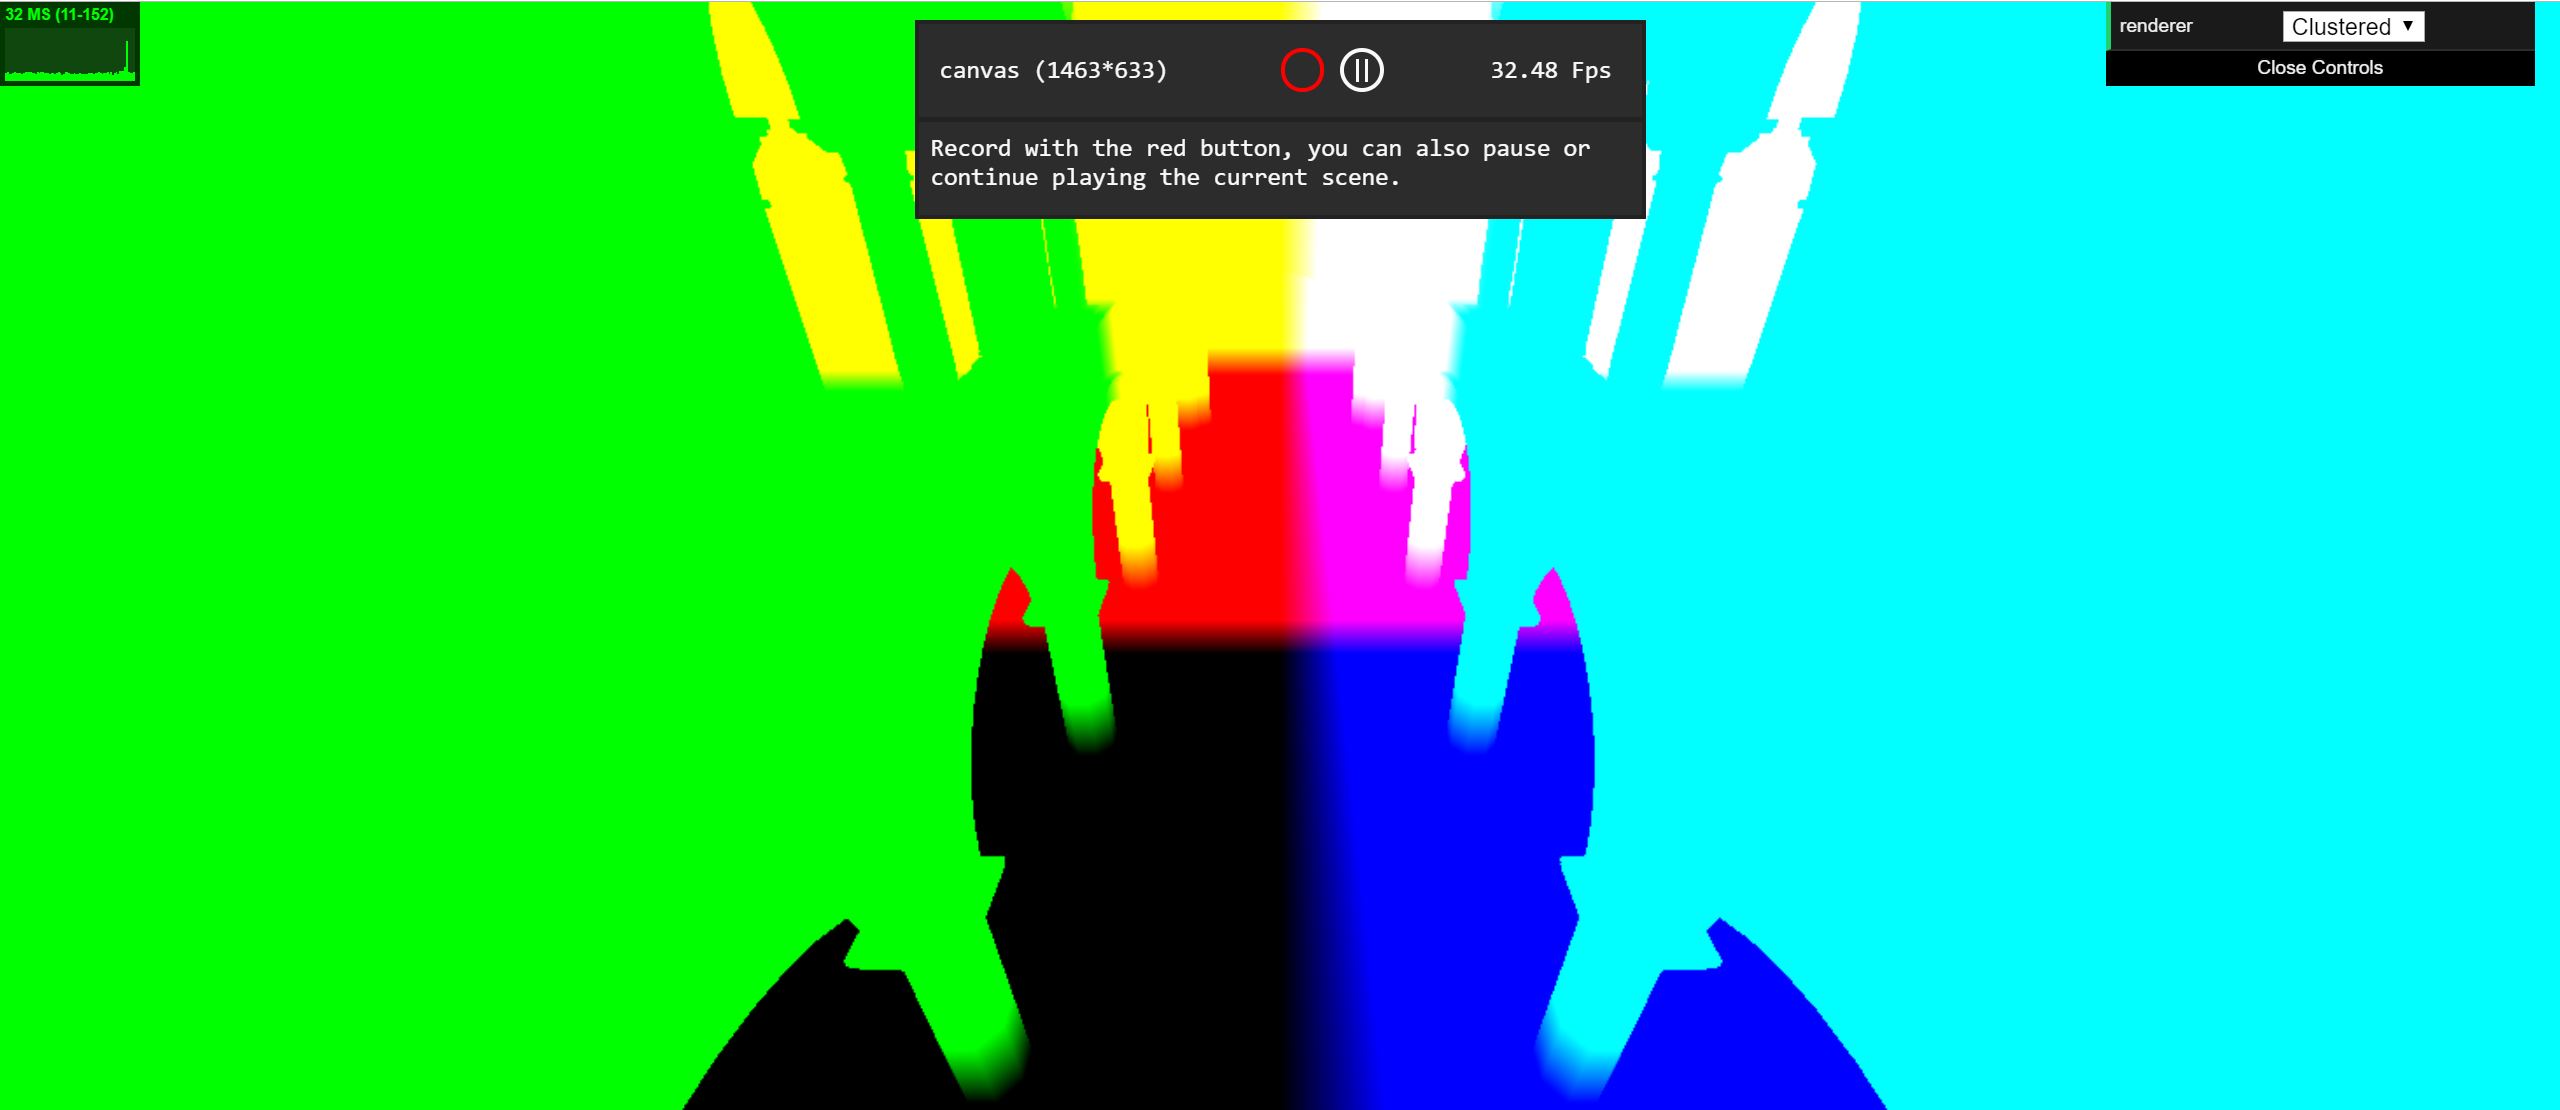 32 MS (11-152)
canvas (1463*633)
32.48 Fps
Record with the red button, you can also pause or
continue playing the current scene.
renderer
Clustered
Close Controls